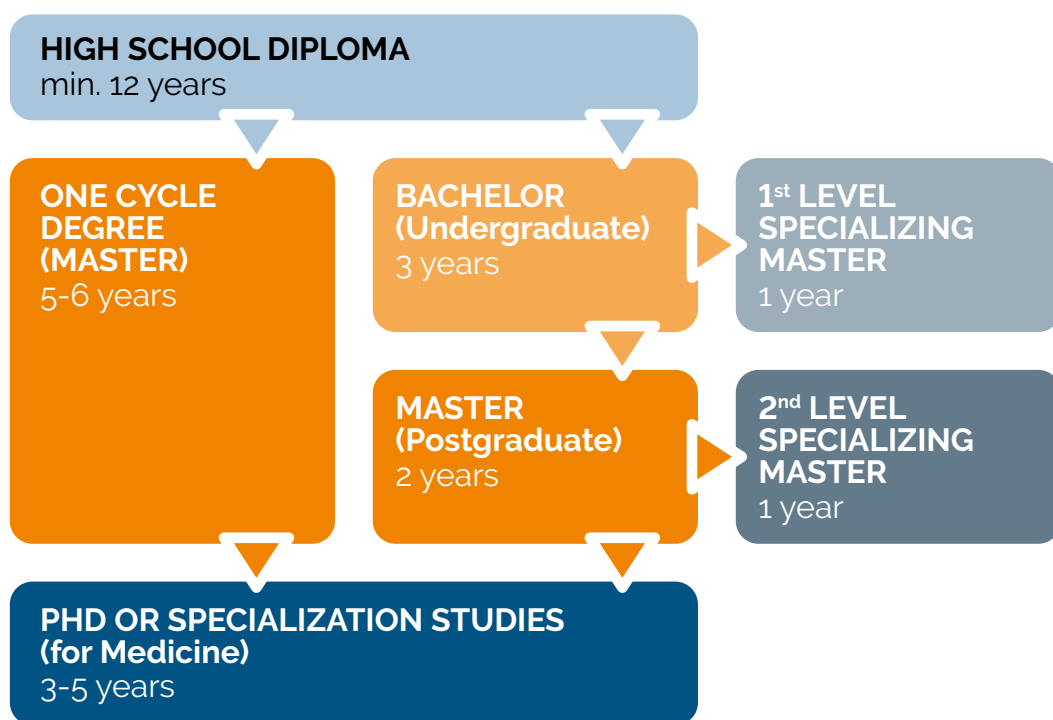 HIGH SCHOOL DIPLOMA
min. 12 years
ONE CYCLE
DEGREE
(MASTER)
5-6 years
BACHELOR
(Undergraduate)
3 years
1st LEVEL
SPECIALIZING
MASTER
1 year
MASTER
(Postgraduate)
2 years
2nd LEVEL
SPECIALIZING
MASTER
1 year
PHD OR SPECIALIZATION STUDIES
(for Medicine)
3-5 years